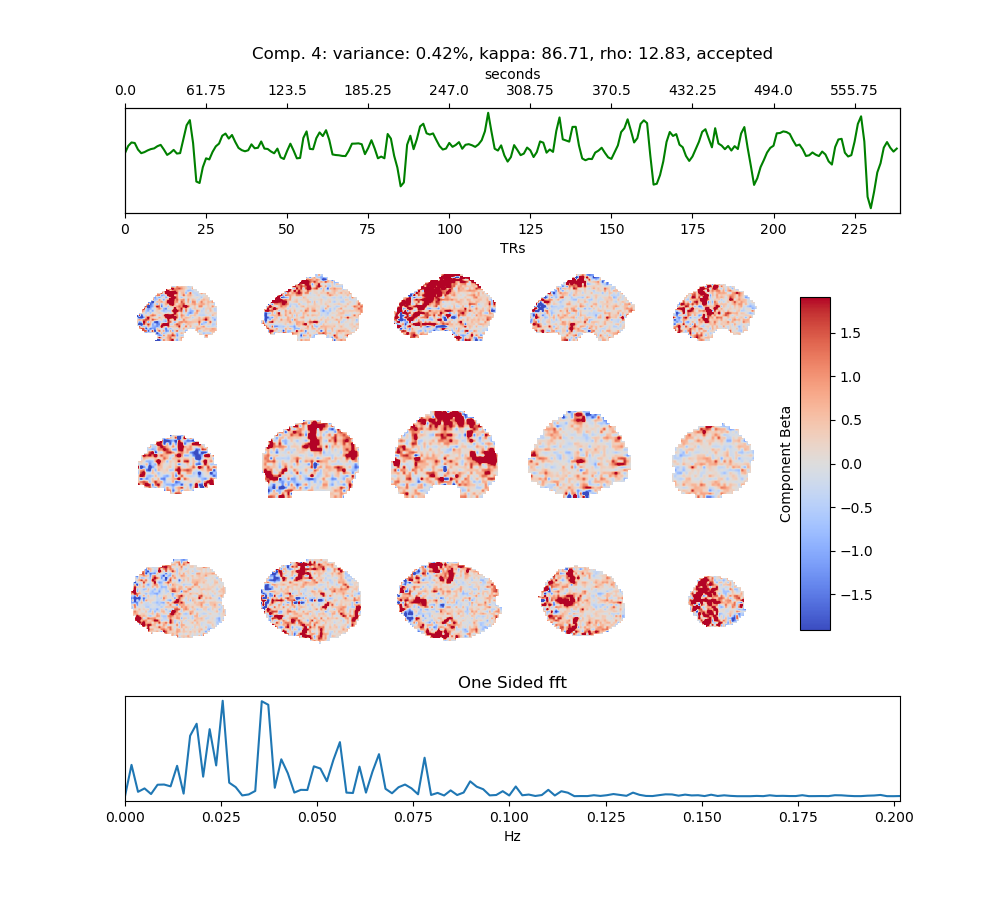 Comp. 4: variance: 0.42%, kappa: 86.71, rho: 12.83, accepted
seconds
0.0 61.75 123.5 185.25 247.0 308.75 370.5 432.25 494.0 555.75
0 25 50 75 100 125 150 175 200 225
TRs
1.5
1.0
0.5
0.0
−0.5
−1.0
−1.5
Component Beta
One Sided fft
0.000 0.025 0.050 0.075 0.100 0.125 0.150 0.175 0.200
Hz